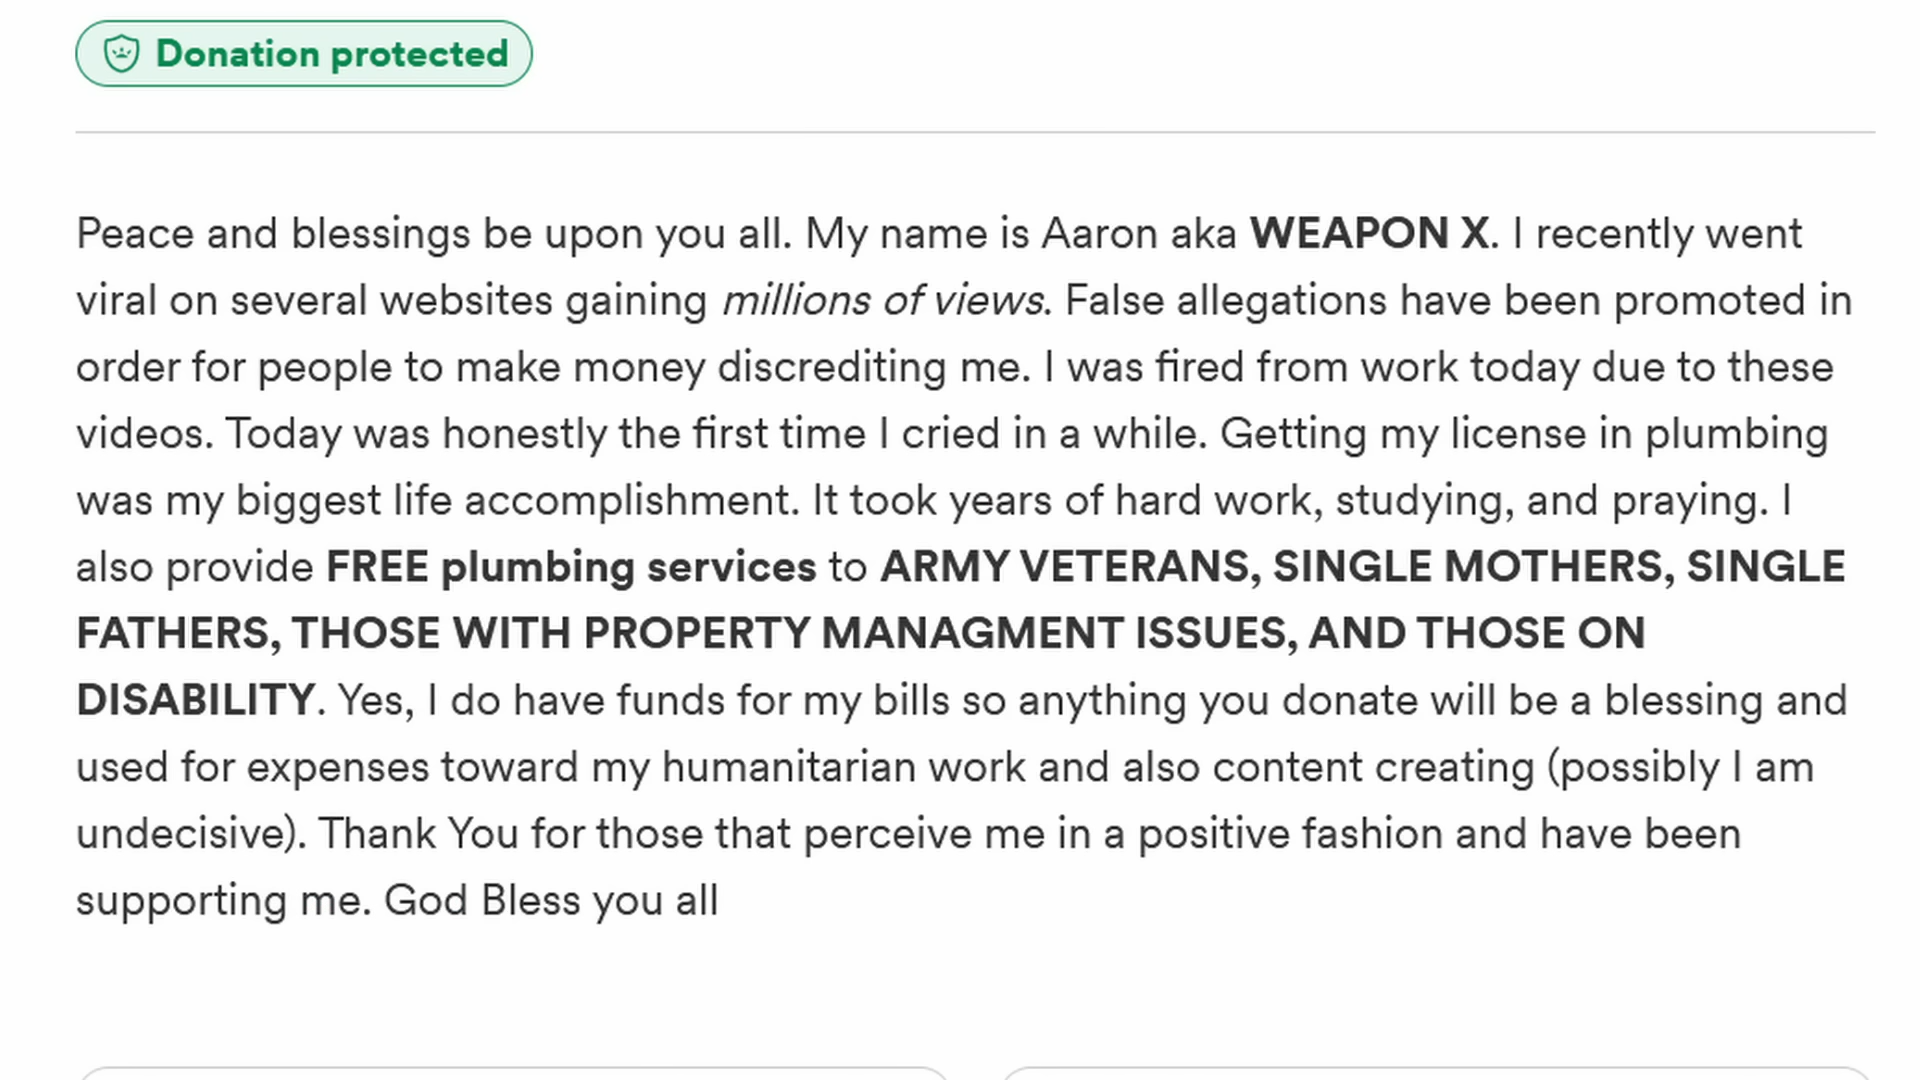 Donation protected
Peace and blessings be upon you all. My name is Aaron aka WEAPON X. I recently went
viral on several websites gaining millions of views. False allegations have been promoted in
order for people to make money discrediting me. I was fired from work today due to these
videos. Today was honestly the first time I cried in a while. Getting my license in plumbing
was my biggest life accomplishment. It took years of hard work, studying, and praying. I
also provide FREE plumbing services to ARMY VETERANS, SINGLE MOTHERS, SINGLE
FATHERS, THOSE WITH PROPERTY MANAGMENT ISSUES, AND THOSE ON
DISABILITY. Yes, I do have funds for my bills so anything you donate will be a blessing and
used for expenses toward my humanitarian work and also content creating (possibly I am
undecisive). Thank You for those that perceive me in a positive fashion and have been
supporting me. God Bless you all